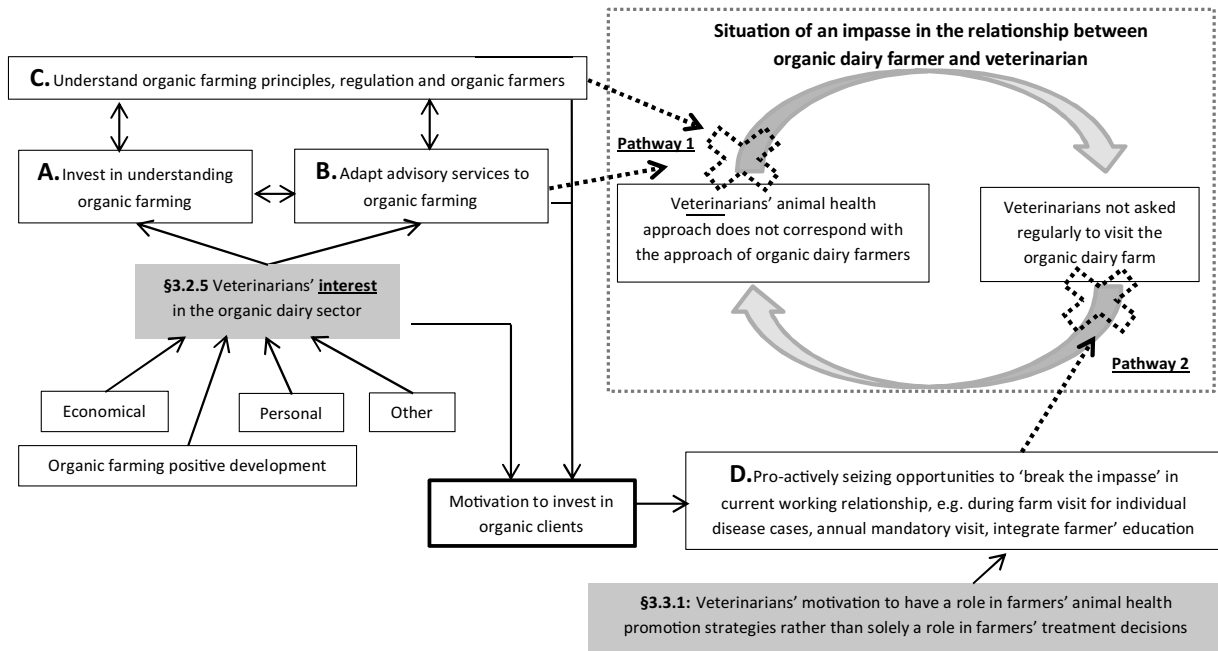 Situation of an impasse in the relationship between
organic dairy farmer and veterinarian
C. Understand organic farming principles, regulation and organic farmers
Pathway 1
A. Invest in understanding
organic farming
B. Adapt advisory services to
organic farming
Veterinarians’ animal health
approach does not correspond with
the approach of organic dairy farmers
Veterinarians not asked
regularly to visit the
organic dairy farm
§3.2.5 Veterinarians’ interest
in the organic dairy sector
Pathway 2
Economical
Personal
Other
Organic farming positive development
Motivation to invest in
organic clients
D. Pro-actively seizing opportunities to ‘break the impasse’ in
current working relationship, e.g. during farm visit for individual
disease cases, annual mandatory visit, integrate farmer’ education
§3.3.1: Veterinarians’ motivation to have a role in farmers’ animal health
promotion strategies rather than solely a role in farmers’ treatment decisions